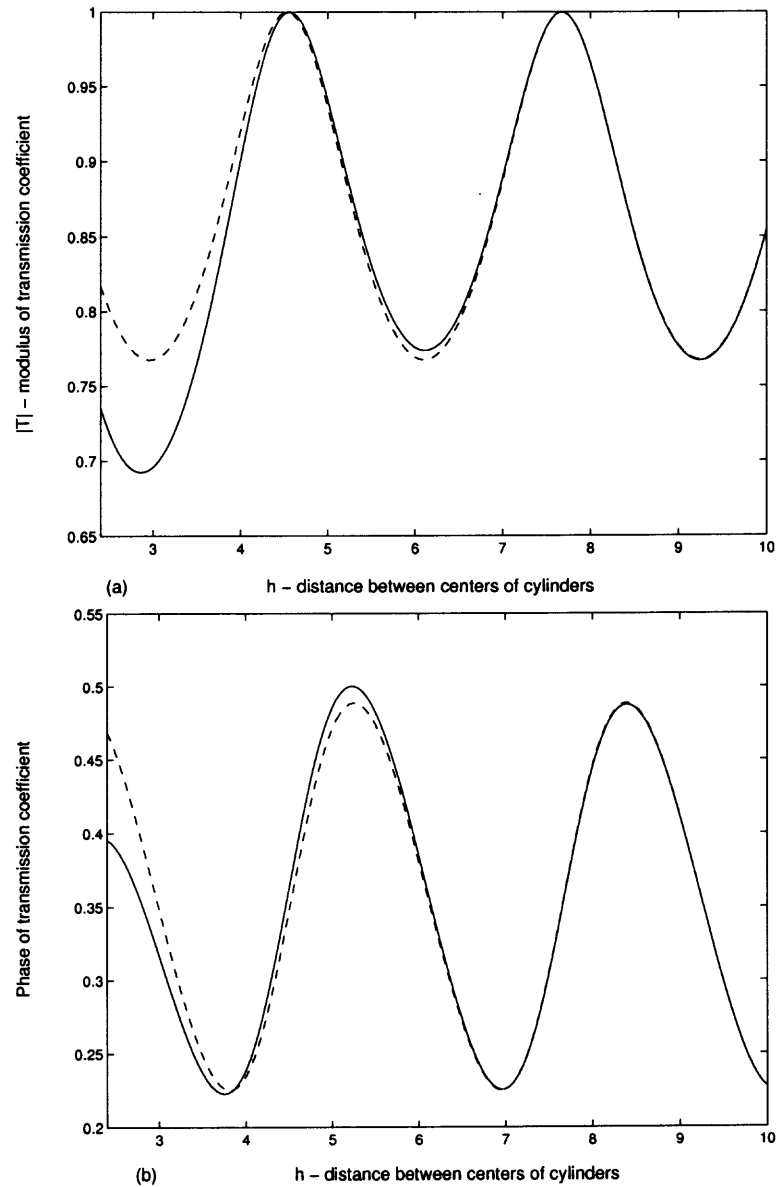 1
0.95
0.9
0.85
0.8
0.75
0.7
0.65
|T| – modulus of transmission coefficient
3 4 5 6 7 8 9 10
(a) h – distance between centers of cylinders
0.55
0.5
0.45
0.4
0.35
0.3
0.25
0.2
Phase of transmission coefficient
3 4 5 6 7 8 9 10
(b) h – distance between centers of cylinders